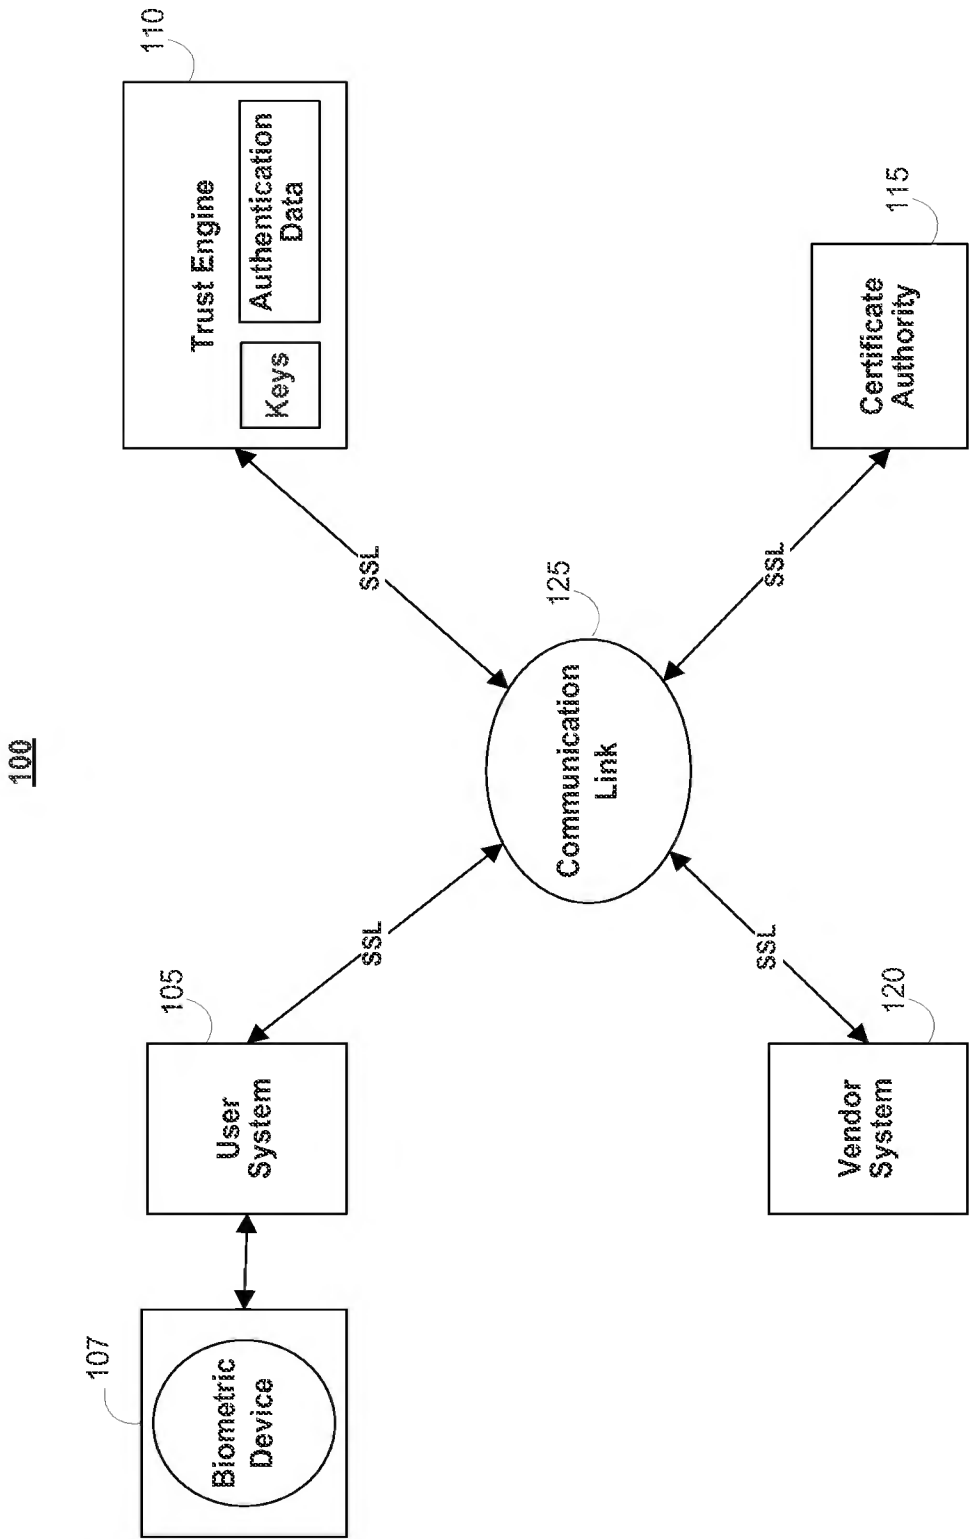 100
107
Biometric
Device
105
User
System
SSL
110
Trust Engine
Keys
Authentication
Data
SSL
125
Communication
Link
120
Vendor
System
SSL
115
Certificate
Authority
SSL